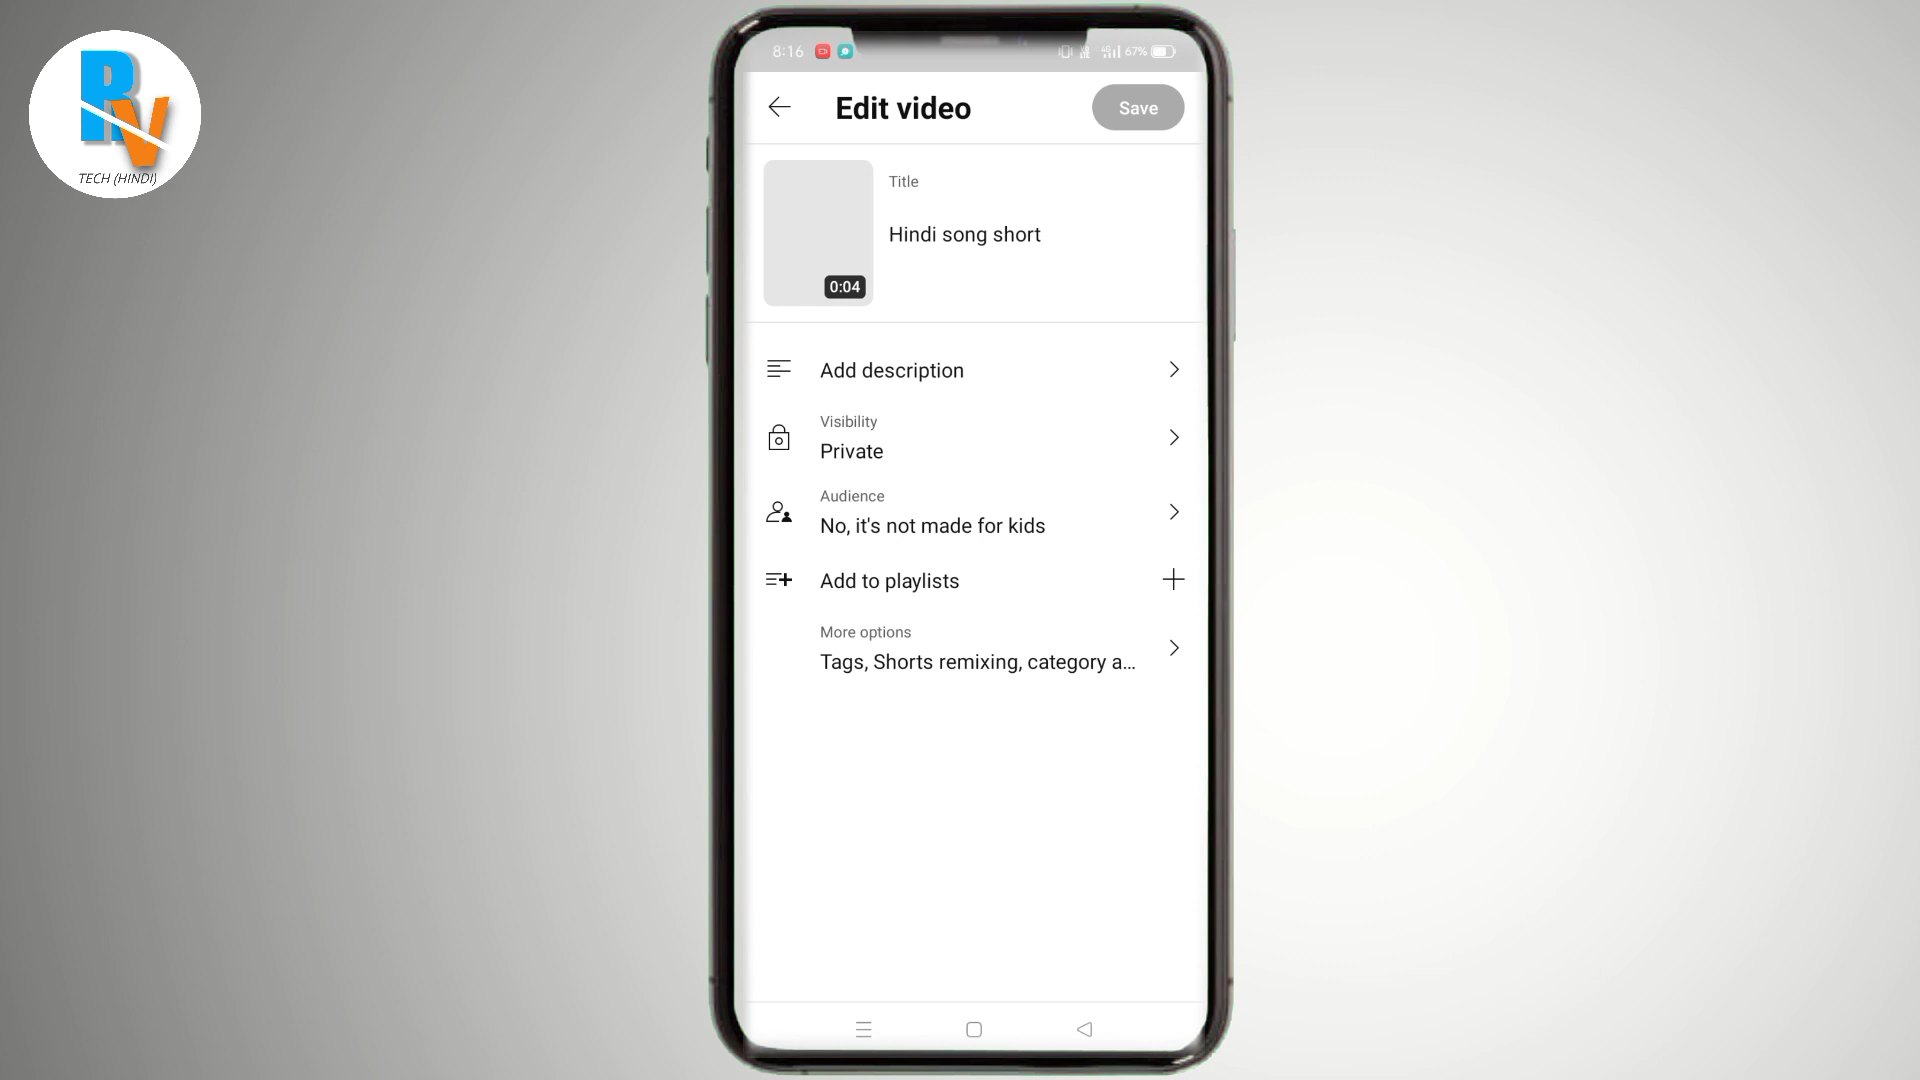 RV
TECH (HINDI)
8:16
67%
Edit video
Save
Title
Hindi song short
0:04
Add description
Visibility
Private
Audience
No, it's not made for kids
Add to playlists
More options
Tags, Shorts remixing, category a...